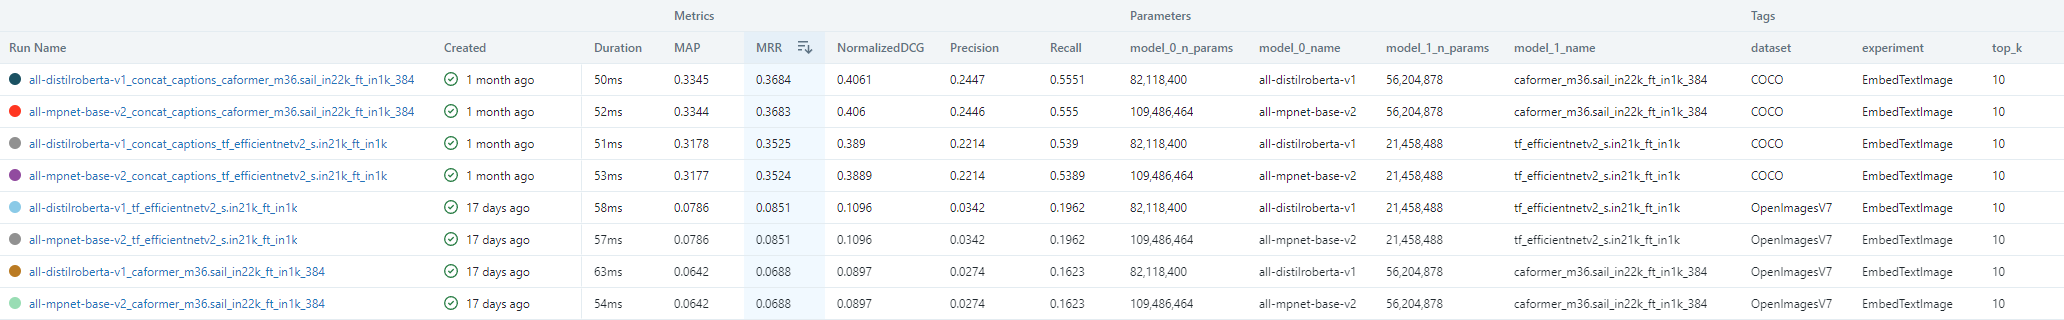 Metrics Parameters Tags
Run Name Created Duration MAP MRR NormalizedDCG Precision Recall model_0_n_params model_0_name model_1_n_params model_1_name dataset experiment top_k
all-distilroberta-v1_concat_captions_caformer_m36.sail_in22k_ft_in1k_384 1 month ago 50ms 0.3345 0.3684 0.4061 0.2447 0.5551 82,118,400 all-distilroberta-v1 56,204,878 caformer_m36.sail_in22k_ft_in1k_384 COCO EmbedTextImage 10
all-mpnet-base-v2_concat_captions_caformer_m36.sail_in22k_ft_in1k_384 1 month ago 52ms 0.3344 0.3683 0.406 0.2446 0.555 109,486,464 all-mpnet-base-v2 56,204,878 caformer_m36.sail_in22k_ft_in1k_384 COCO EmbedTextImage 10
all-distilroberta-v1_concat_captions_tf_efficientnetv2_s.in21k_ft_in1k 1 month ago 51ms 0.3178 0.3525 0.389 0.2214 0.539 82,118,400 all-distilroberta-v1 21,458,488 tf_efficientnetv2_s.in21k_ft_in1k COCO EmbedTextImage 10
all-mpnet-base-v2_concat_captions_tf_efficientnetv2_s.in21k_ft_in1k 1 month ago 53ms 0.3177 0.3524 0.3889 0.2214 0.5389 109,486,464 all-mpnet-base-v2 21,458,488 tf_efficientnetv2_s.in21k_ft_in1k COCO EmbedTextImage 10
all-distilroberta-v1_tf_efficientnetv2_s.in21k_ft_in1k 17 days ago 58ms 0.0786 0.0851 0.1096 0.0342 0.1962 82,118,400 all-distilroberta-v1 21,458,488 tf_efficientnetv2_s.in21k_ft_in1k OpenImagesV7 EmbedTextImage 10
all-mpnet-base-v2_tf_efficientnetv2_s.in21k_ft_in1k 17 days ago 57ms 0.0786 0.0851 0.1096 0.0342 0.1962 109,486,464 all-mpnet-base-v2 21,458,488 tf_efficientnetv2_s.in21k_ft_in1k OpenImagesV7 EmbedTextImage 10
all-distilroberta-v1_caformer_m36.sail_in22k_ft_in1k_384 17 days ago 63ms 0.0642 0.0688 0.0897 0.0274 0.1623 82,118,400 all-distilroberta-v1 56,204,878 caformer_m36.sail_in22k_ft_in1k_384 OpenImagesV7 EmbedTextImage 10
all-mpnet-base-v2_caformer_m36.sail_in22k_ft_in1k_384 17 days ago 54ms 0.0642 0.0688 0.0897 0.0274 0.1623 109,486,464 all-mpnet-base-v2 56,204,878 caformer_m36.sail_in22k_ft_in1k_384 OpenImagesV7 EmbedTextImage 10